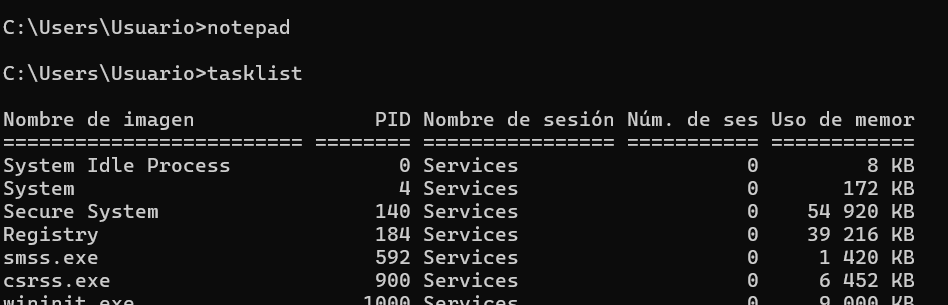 C:\Users\Usuario>notepad
C:\Users\Usuario>tasklist
Nombre de imagen PID Nombre de sesión Núm. de ses Uso de memor
========================= ======== ================ =========== ============
System Idle Process 0 Services 0 8 KB
System 4 Services 0 172 KB
Secure System 140 Services 0 54 920 KB
Registry 184 Services 0 39 216 KB
smss.exe 592 Services 0 1 420 KB
csrss.exe 900 Services 0 6 452 KB
wininit.exe 1000 Services 0 9 000 KB